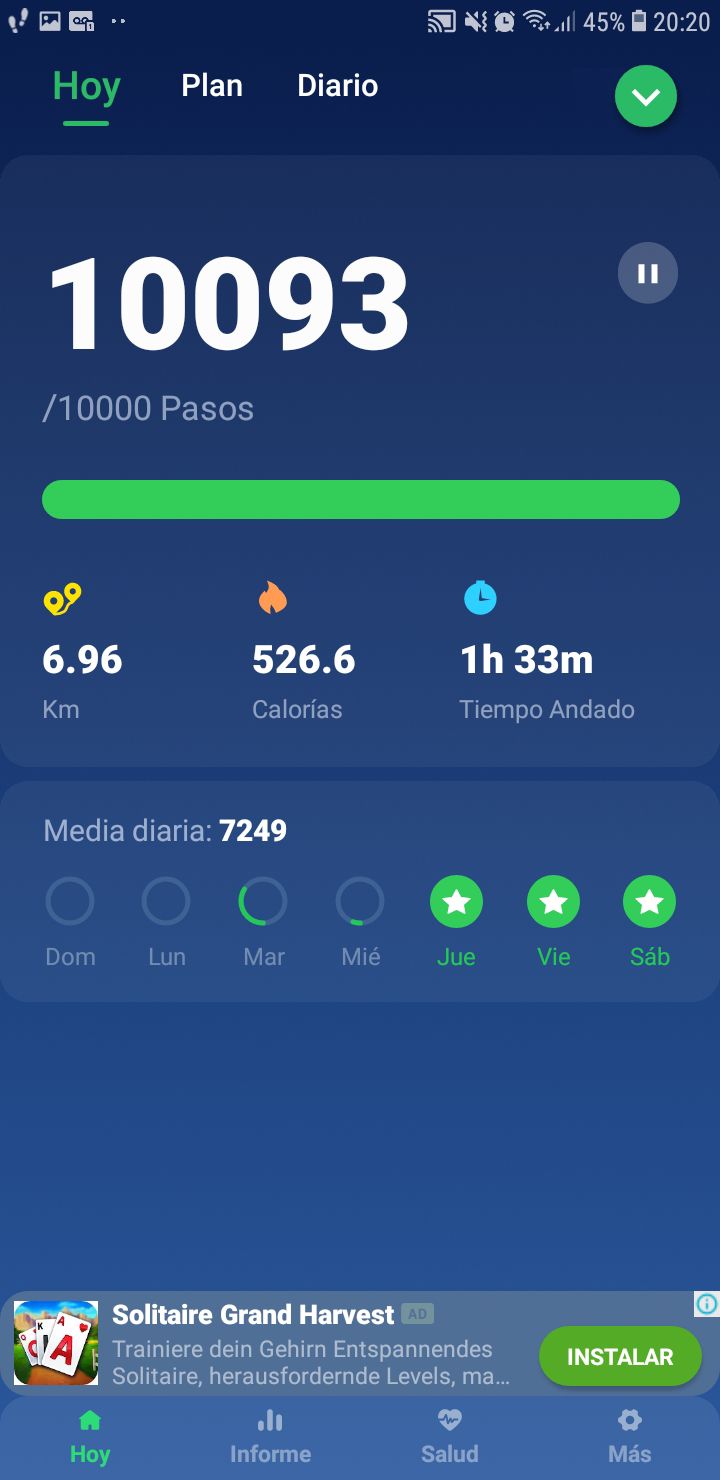 45% 20:20
Hoy Plan Diario
10093
/10000 Pasos
6.96 526.6 1h 33m
Km Calorías Tiempo Andado
Media diaria: 7249
Dom Lun Mar Mié Jue Vie Sáb
Solitaire Grand Harvest AD
Trainiere dein Gehirn Entspannendes
Solitaire, herausfordernde Levels, ma...
INSTALAR
Hoy Informe Salud Más